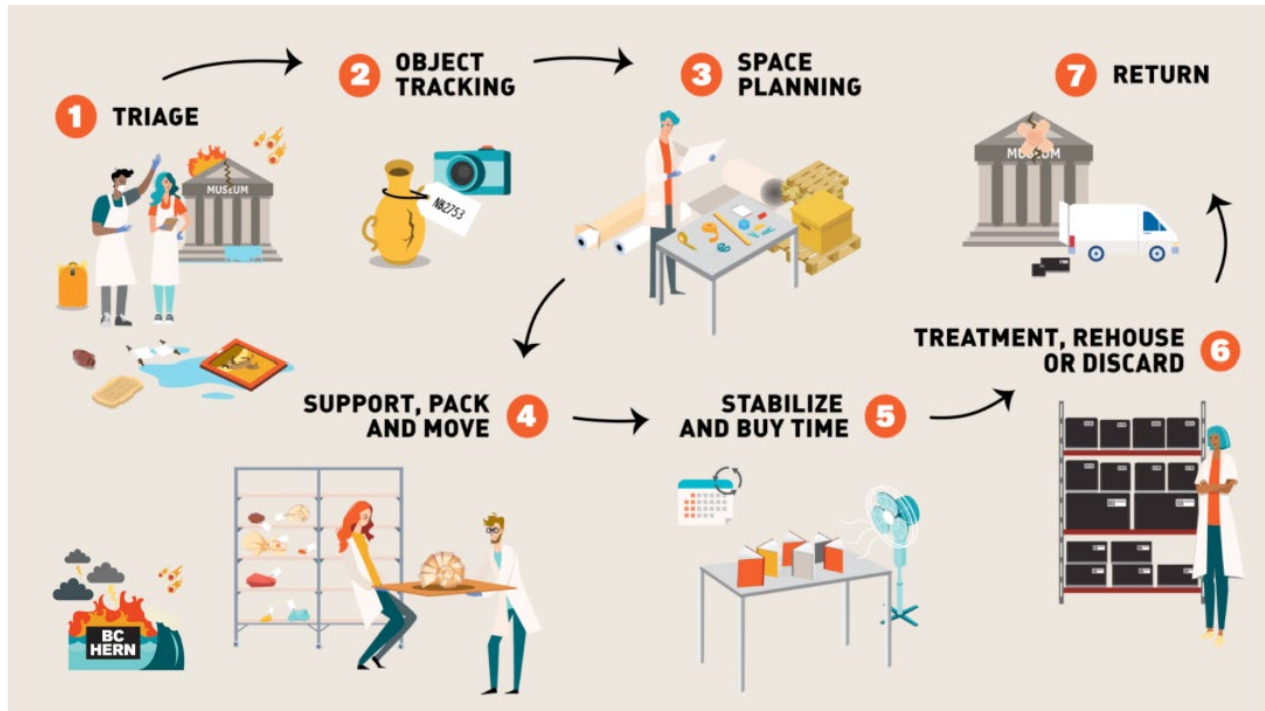 1 TRIAGE
MUSEUM
2 OBJECT
TRACKING
NB2753
3 SPACE
PLANNING
SUPPORT, PACK 4
AND MOVE
STABILIZE 5
AND BUY TIME
TREATMENT, REHOUSE 6
OR DISCARD
7 RETURN
MUSEUM
BC
HERN